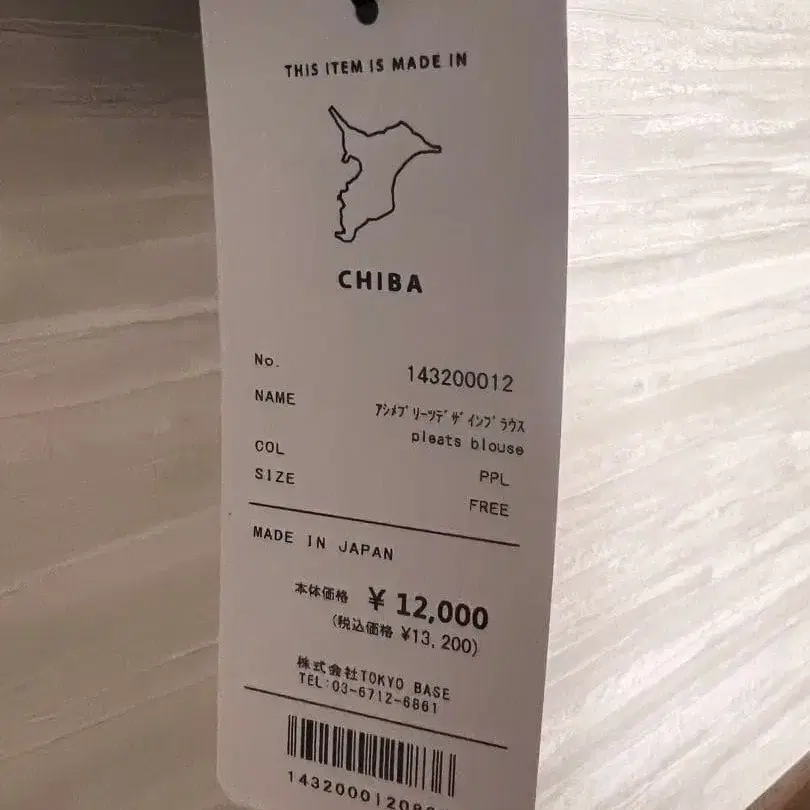 THIS ITEM IS MADE IN
CHIBA
No. 143200012
NAME ｱｼﾒﾌﾟﾘｰﾂﾃﾞｻﾞｲﾝﾌﾞﾗｳｽ
pleats blouse
COL PPL
SIZE FREE
MADE IN JAPAN
本体価格 ¥ 12,000
(税込価格 ¥13,200)
株式会社TOKYO BASE
TEL:03-6712-6861